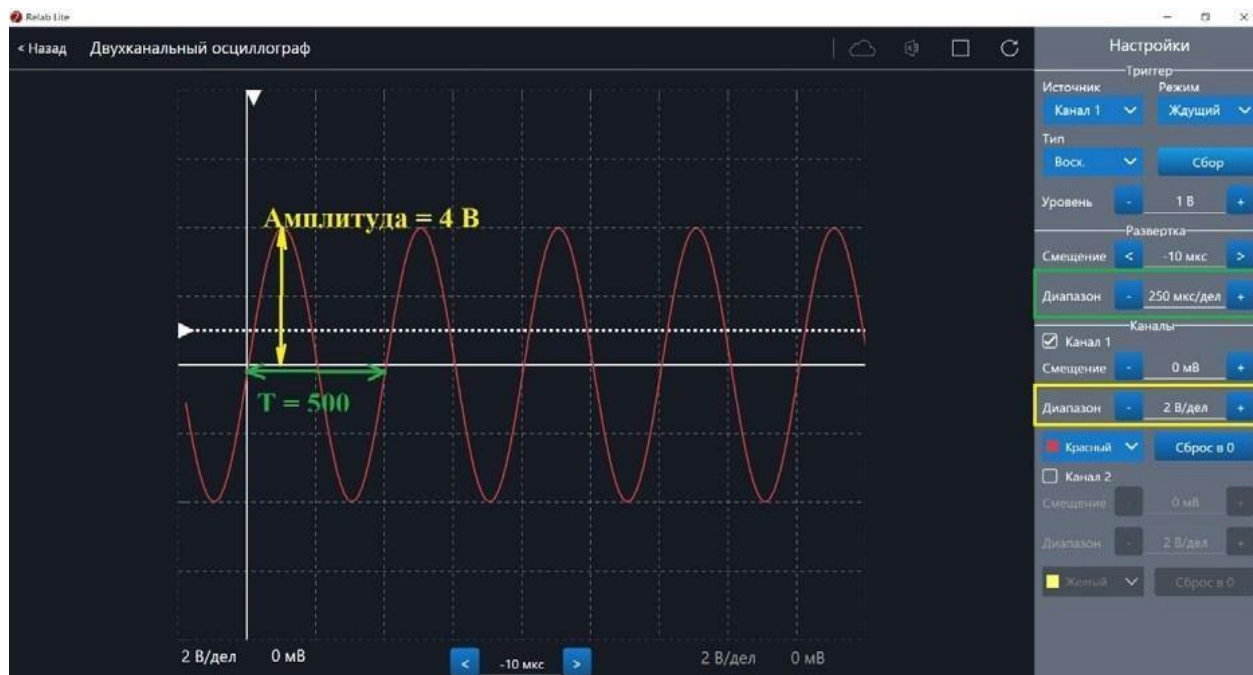 Relab Lite
< Назад Двухканальный осциллограф
Настройки
Триггер
Источник Режим
Канал 1 Ждущий
Тип
Восх. Сбор
Уровень - 1 В +
Развертка
Смещение < -10 мкс >
Диапазон - 250 мкс/дел +
Каналы
Канал 1
Смещение - 0 мВ +
Диапазон - 2 В/дел +
Красный Сброс в 0
Канал 2
Смещение - 0 мВ +
Диапазон - 2 В/дел +
Желтый Сброс в 0
Амплитуда = 4 В
T = 500
2 В/дел 0 мВ < -10 мкс > 2 В/дел 0 мВ